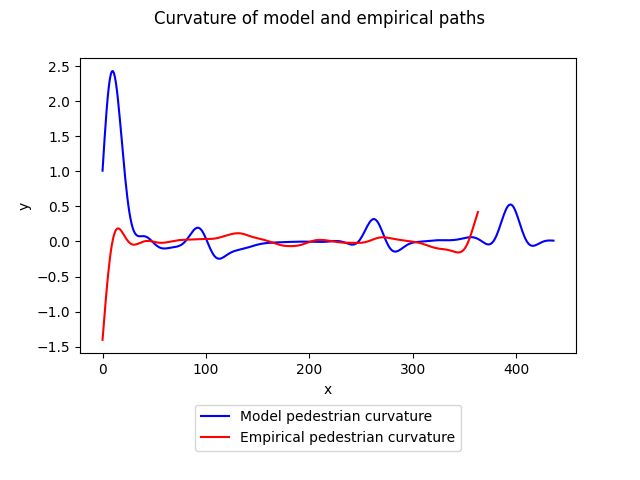 Curvature of model and empirical paths
2.5
2.0
1.5
1.0
0.5
0.0
−0.5
−1.0
−1.5
y
0 100 200 300 400
x
Model pedestrian curvature
Empirical pedestrian curvature